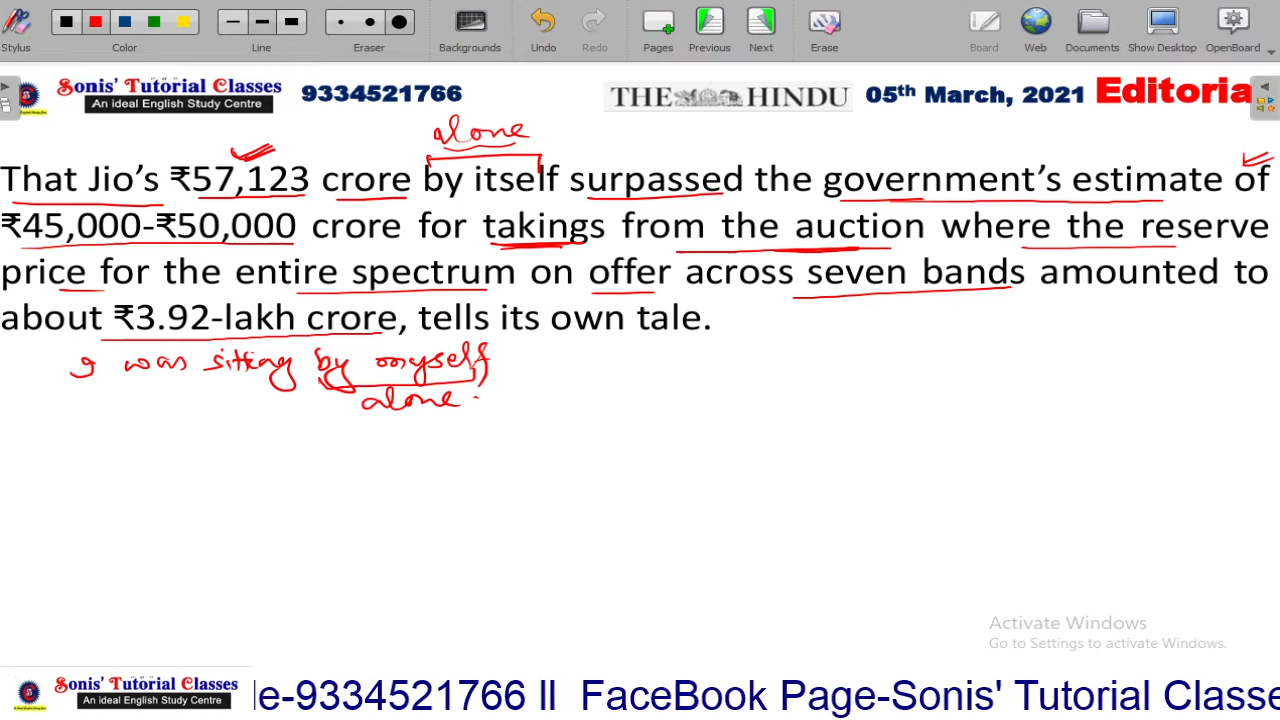 Stylus Color Line Eraser Backgrounds Undo Redo Pages Previous Next Erase Board Web Documents Show Desktop OpenBoard
Sonis' Tutorial Classes
An ideal English Study Centre
9334521766
THE HINDU
05th March, 2021 Editoria
alone
That Jio's ₹57,123 crore by itself surpassed the government's estimate of
₹45,000-₹50,000 crore for takings from the auction where the reserve
price for the entire spectrum on offer across seven bands amounted to
about ₹3.92-lakh crore, tells its own tale.
I was sitting by myself
alone.
Activate Windows
Go to Settings to activate Windows.
Sonis' Tutorial Classes
An ideal English Study Centre
le-9334521766 ll FaceBook Page-Sonis' Tutorial Classe